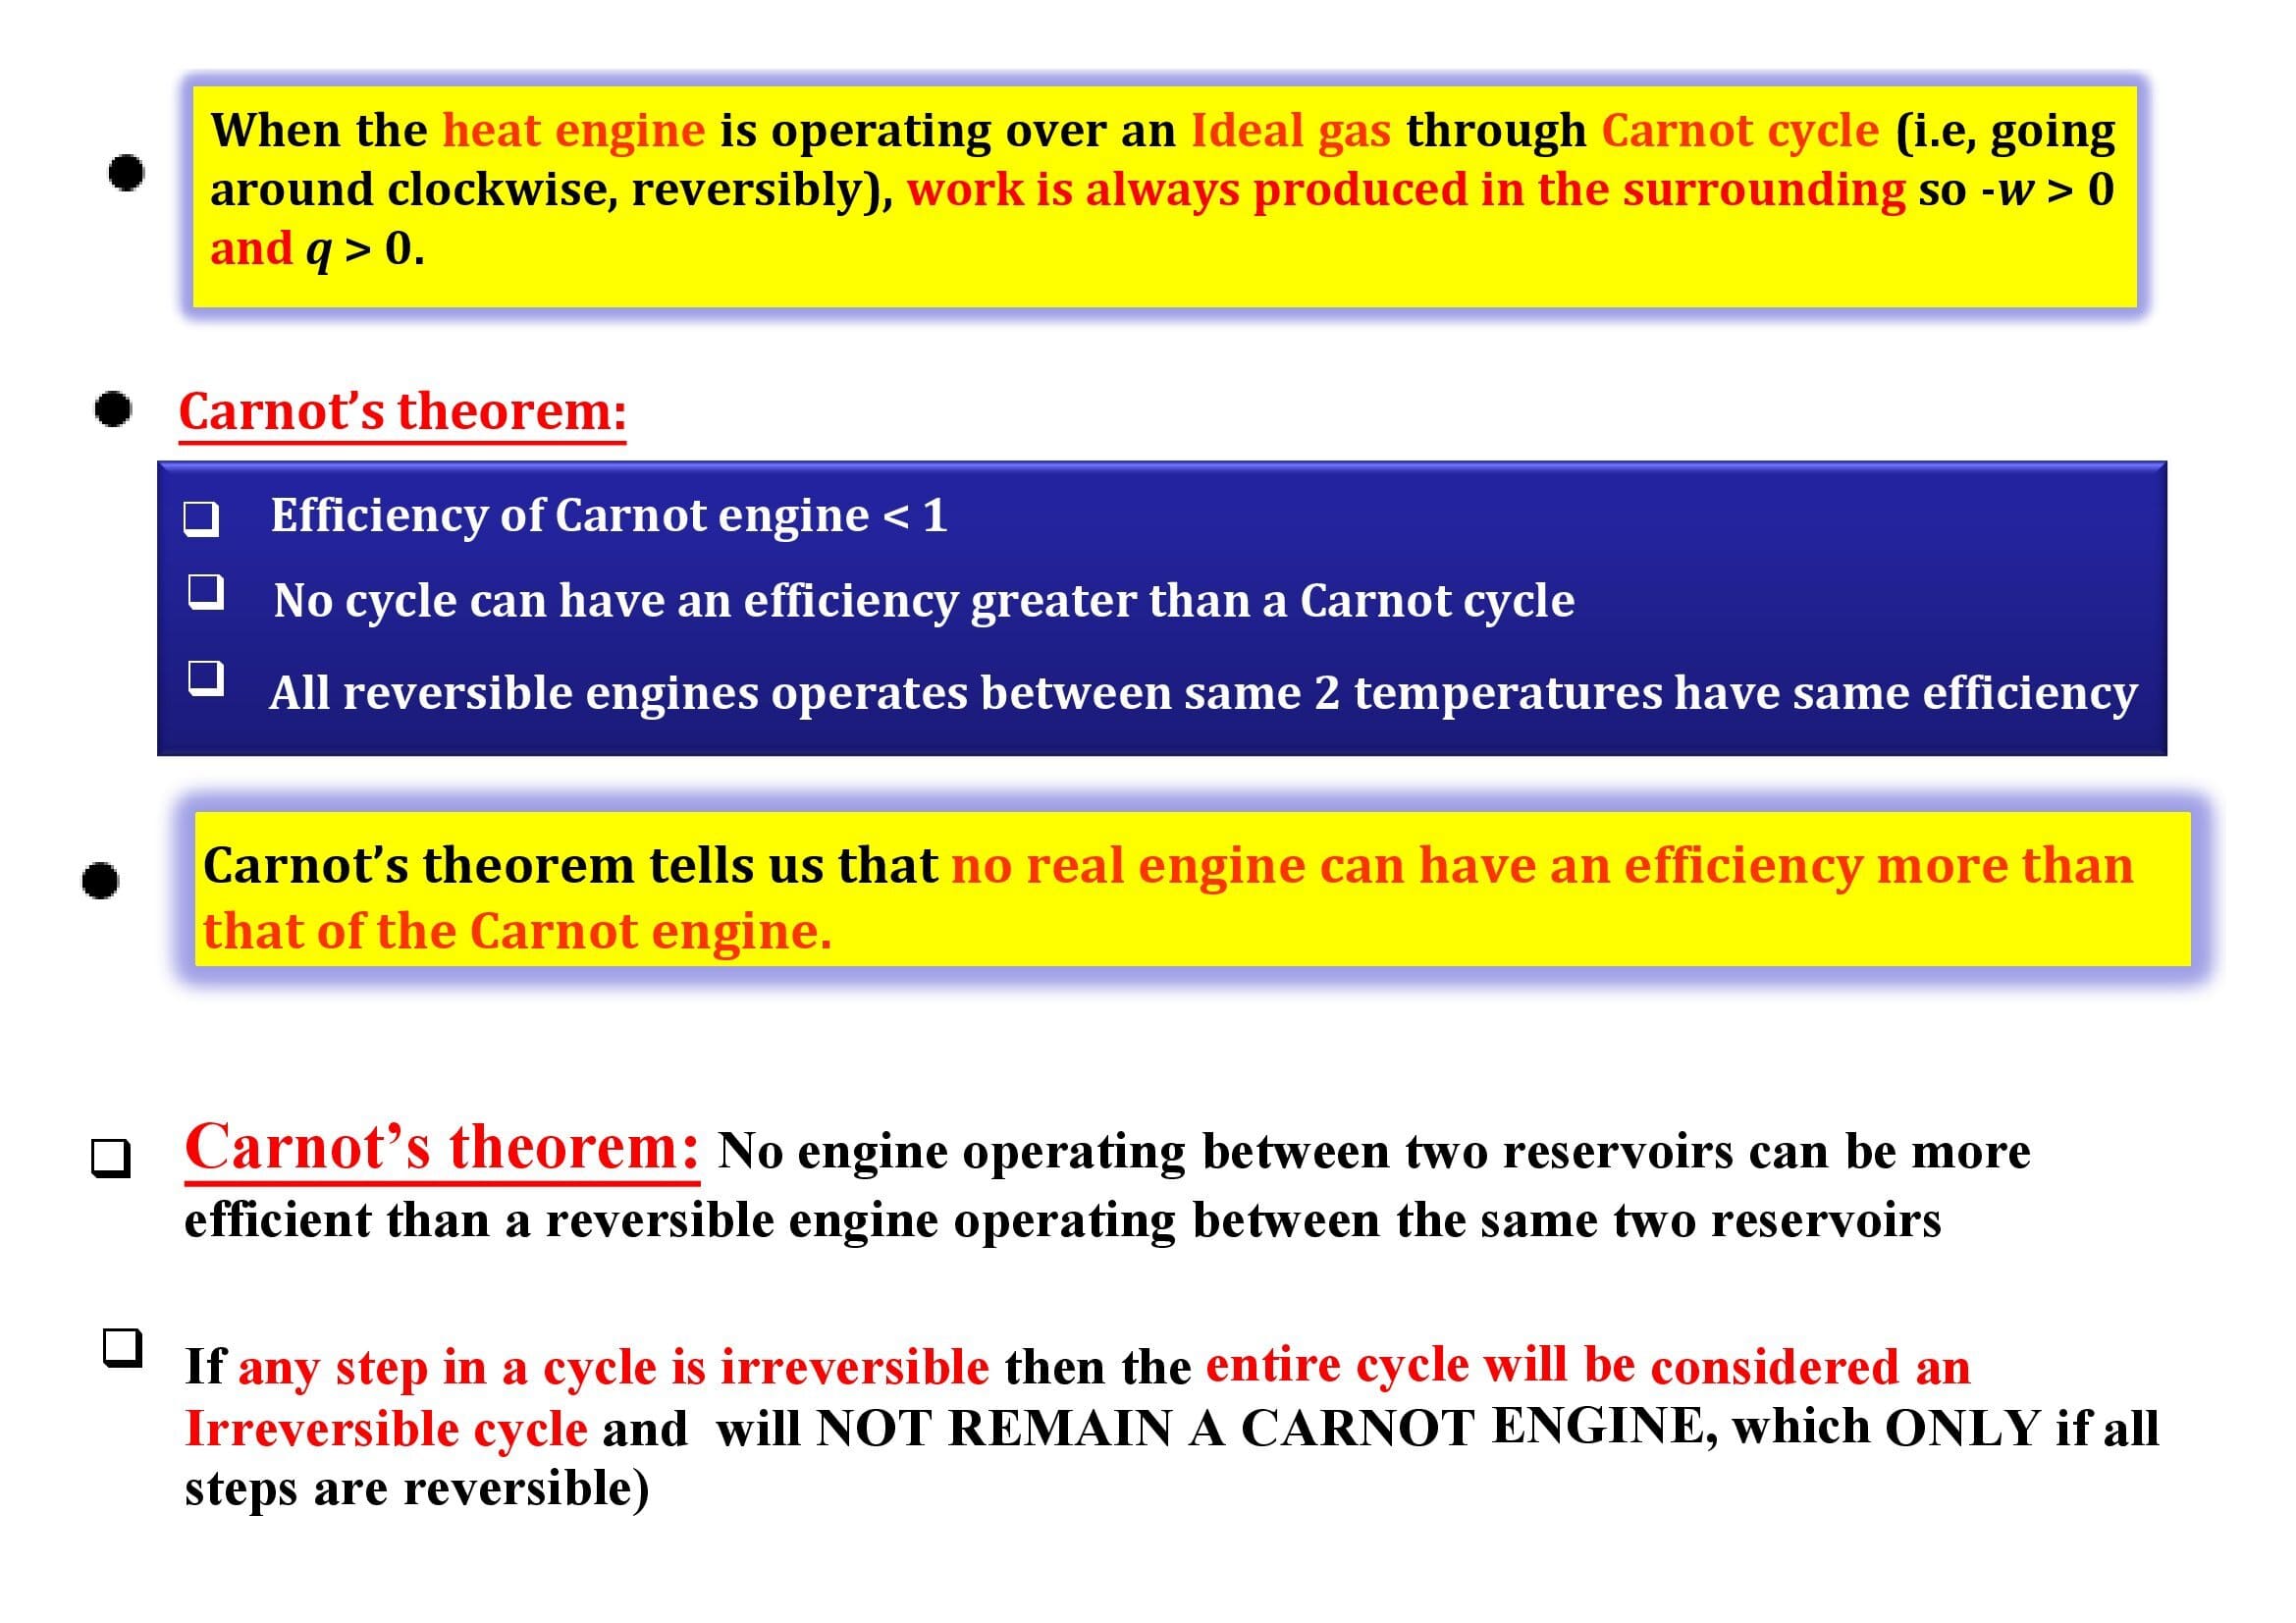 When the heat engine is operating over an Ideal gas through Carnot cycle (i.e, going
around clockwise, reversibly), work is always produced in the surrounding so -w > 0
and q > 0.
Carnot’s theorem:
Efficiency of Carnot engine < 1
No cycle can have an efficiency greater than a Carnot cycle
All reversible engines operates between same 2 temperatures have same efficiency
Carnot’s theorem tells us that no real engine can have an efficiency more than
that of the Carnot engine.
Carnot’s theorem: No engine operating between two reservoirs can be more
efficient than a reversible engine operating between the same two reservoirs
If any step in a cycle is irreversible then the entire cycle will be considered an
Irreversible cycle and will NOT REMAIN A CARNOT ENGINE, which ONLY if all
steps are reversible)